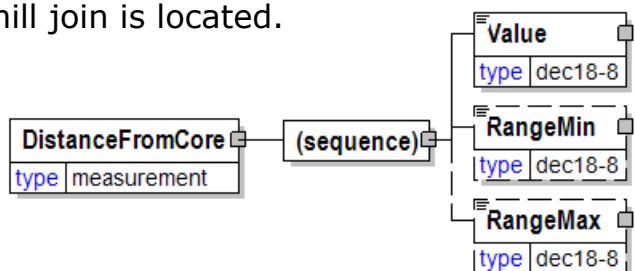 mill join is located.
Value
type dec18-8
DistanceFromCore
type measurement
(sequence)
RangeMin
type dec18-8
RangeMax
type dec18-8